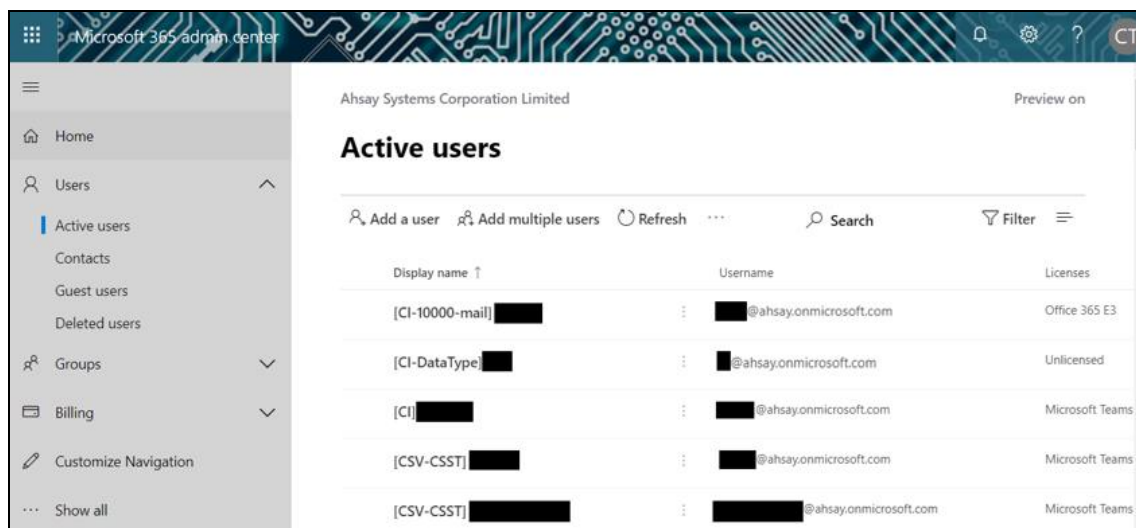 Microsoft 365 admin center
?
CT
Ahsay Systems Corporation Limited
Preview on
Home
Active users
Users
Active users
Contacts
Guest users
Deleted users
Groups
Billing
Customize Navigation
... Show all
Add a user Add multiple users Refresh ... Search Filter
Display name ↑ Username Licenses
[CI-10000-mail] @ahsay.onmicrosoft.com Office 365 E3
[CI-DataType] @ahsay.onmicrosoft.com Unlicensed
[CI] @ahsay.onmicrosoft.com Microsoft Teams
[CSV-CSST] @ahsay.onmicrosoft.com Microsoft Teams
[CSV-CSST] @ahsay.onmicrosoft.com Microsoft Teams